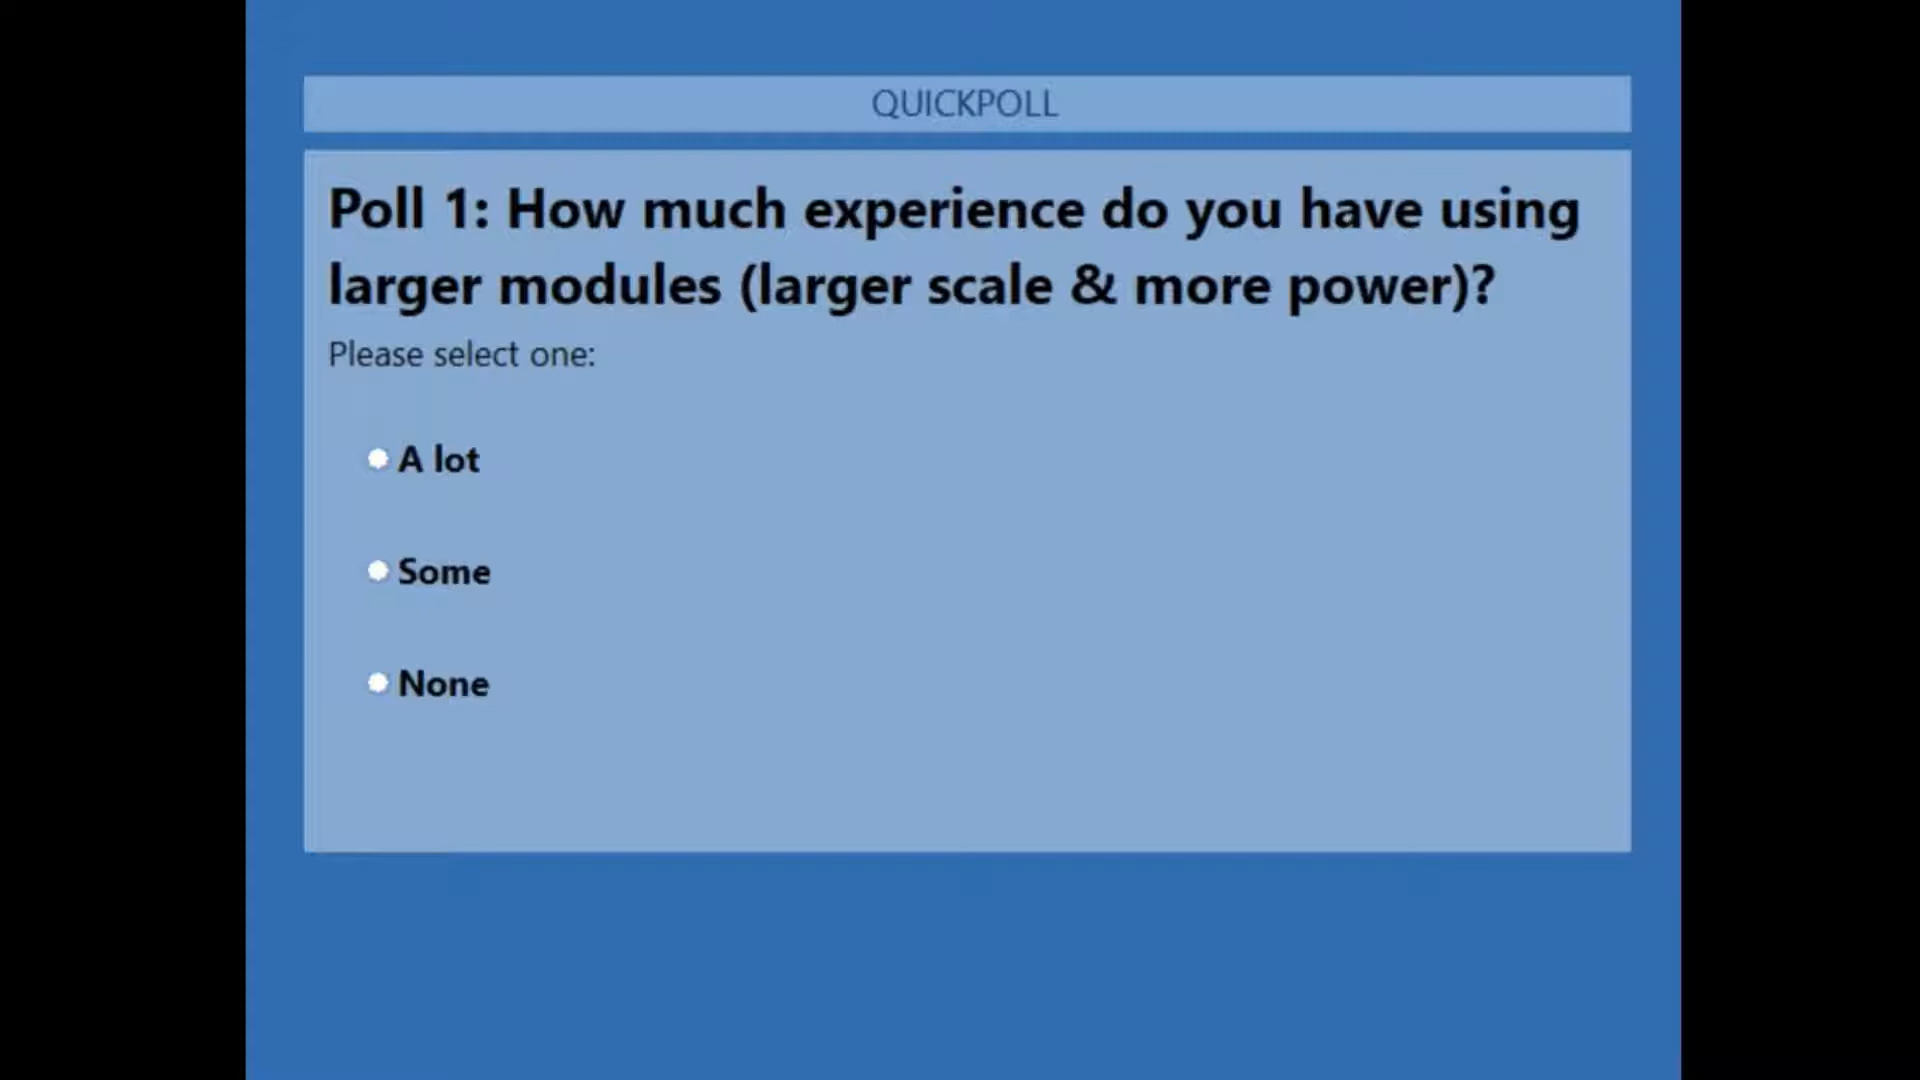 QUICKPOLL
Poll 1: How much experience do you have using
larger modules (larger scale & more power)?
Please select one:
A lot
Some
None